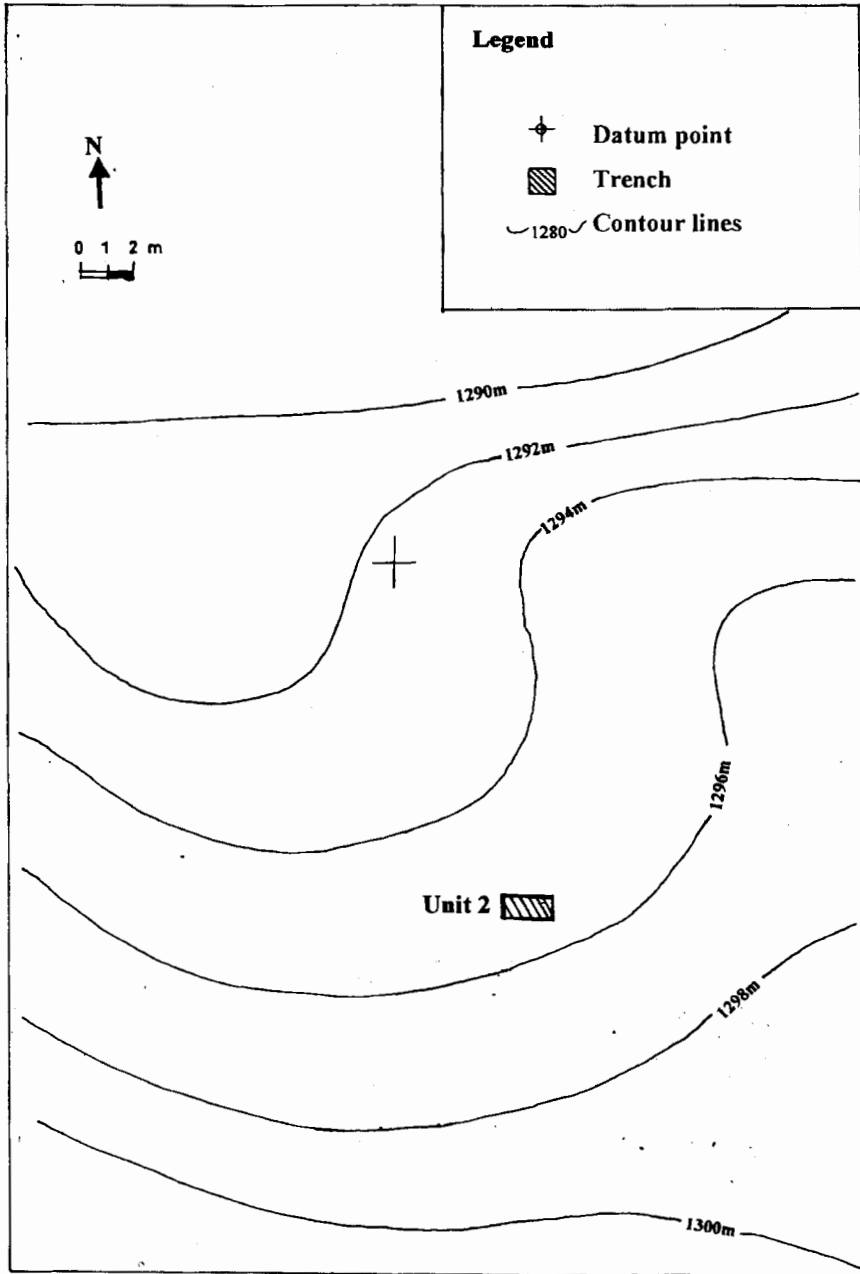 Legend
Datum point
Trench
1280 Contour lines
N
0 1 2 m
1290m
1292m
1294m
1296m
Unit 2
1298m
1300m